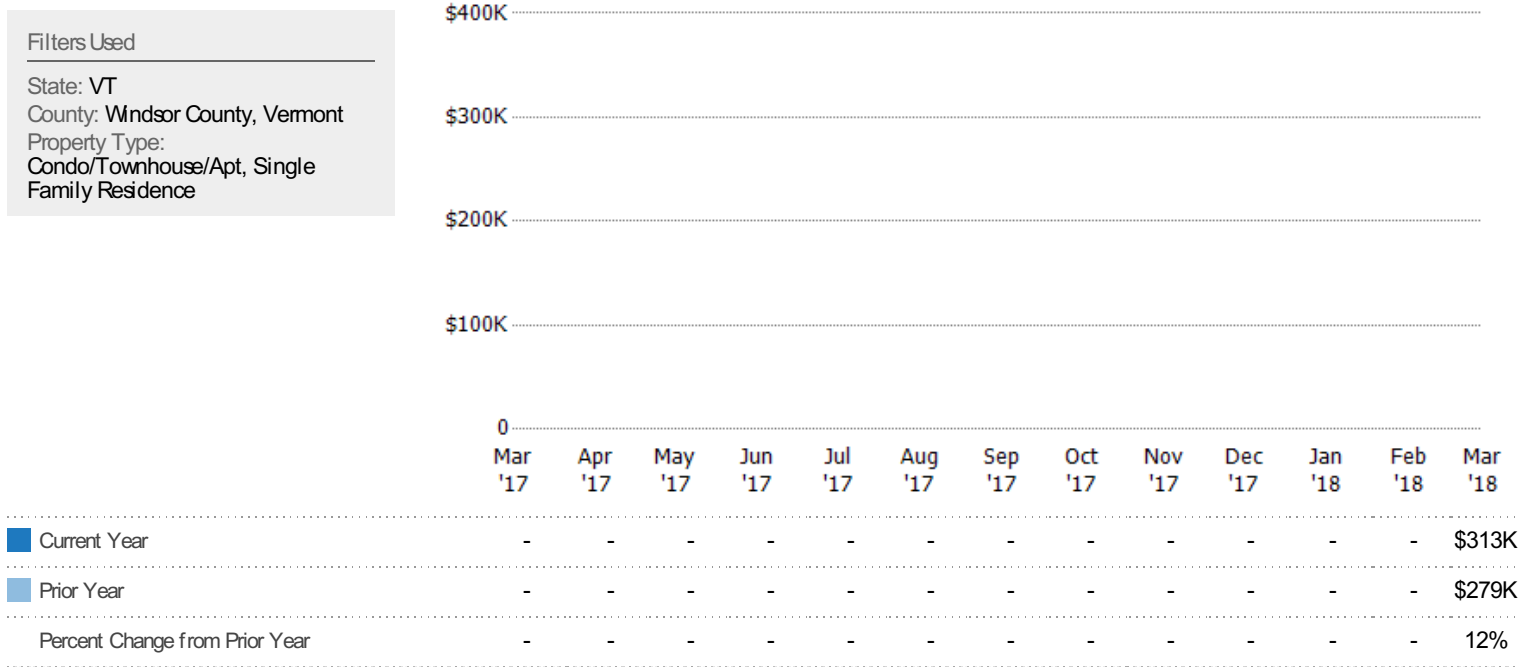 Filters Used
State: VT
County: Windsor County, Vermont
Property Type:
Condo/Townhouse/Apt, Single
Family Residence
$400K
$300K
$200K
$100K
0
Mar Apr May Jun Jul Aug Sep Oct Nov Dec Jan Feb Mar
'17 '17 '17 '17 '17 '17 '17 '17 '17 '17 '18 '18 '18
Current Year - - - - - - - - - - - - $313K
Prior Year - - - - - - - - - - - - $279K
Percent Change from Prior Year - - - - - - - - - - - - 12%